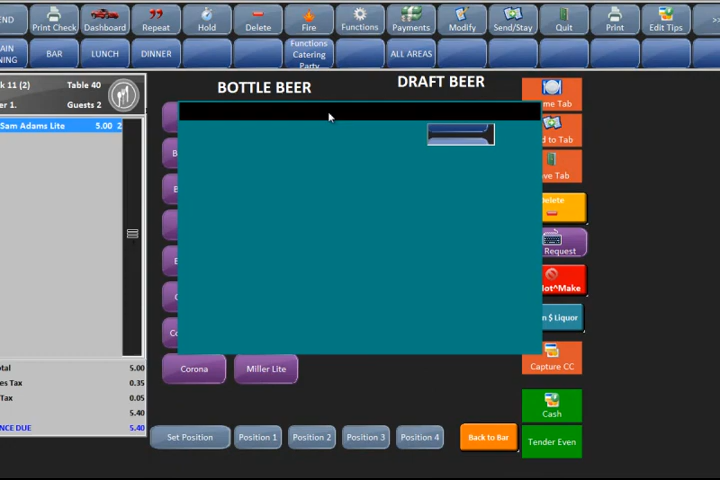 END
Print Check
Dashboard
Repeat
Hold
Delete
Fire
Functions
Payments
Modify
Send/Stay
Quit
Print
Edit Tips
>>
BAR
LUNCH
DINNER
Functions
Catering
Party
ALL AREAS
k 11 (2)
Table 40
er 1.
Guests 2
Sam Adams Lite 5.00 2
BOTTLE BEER
DRAFT BEER
me Tab
d to Tab
ve Tab
elete
Request
ot^Make
n $ Liquor
Capture CC
Cash
Tender Even
B
B
E
C
Co
Corona
Miller Lite
tal 5.00
es Tax 0.35
Tax 0.05
5.40
NCE DUE 5.40
Set Position
Position 1
Position 2
Position 3
Position 4
Back to Bar